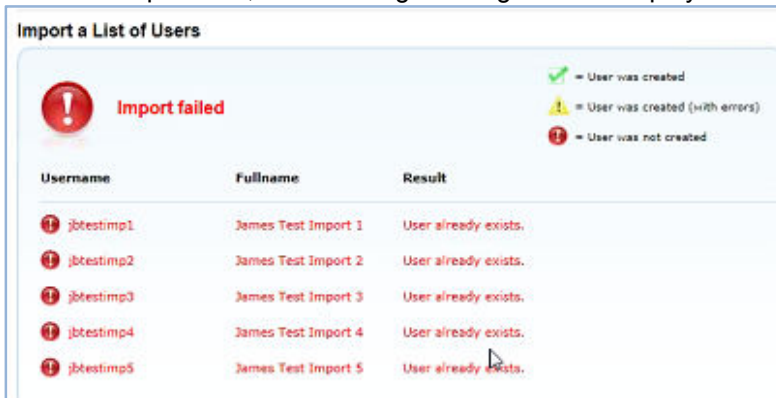 Import a List of Users
Import failed
= User was created
= User was created (with errors)
= User was not created
Username Fullname Result
jbtestimp1 James Test Import 1 User already exists.
jbtestimp2 James Test Import 2 User already exists.
jbtestimp3 James Test Import 3 User already exists.
jbtestimp4 James Test Import 4 User already exists.
jbtestimp5 James Test Import 5 User already exists.